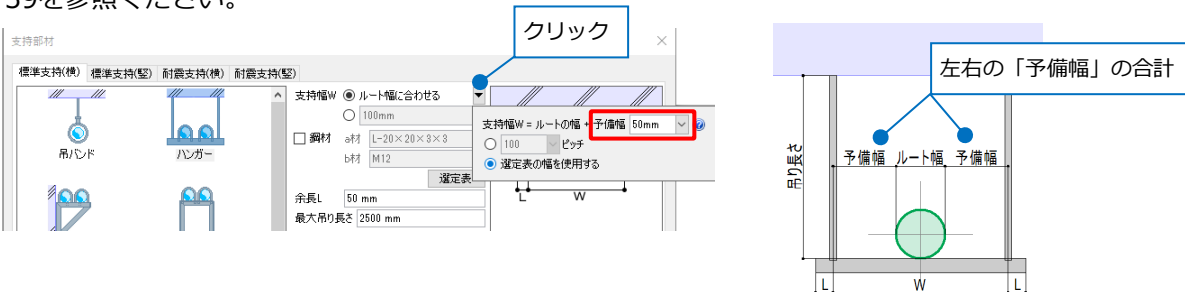 39を参照ください。
クリック
支持部材
標準支持(横) 標準支持(竪) 耐震支持(横) 耐震支持(竪)
吊りバンド
ハンガー
支持幅W ルート幅に合わせる
100mm
鋼材 a材 L-20×20×3×3
b材 M12
選定表
余長L 50 mm
最大吊り長さ 2500 mm
支持幅W = ルートの幅 + 予備幅 50mm
100 ピッチ
選定表の幅を使用する
L W
左右の「予備幅」の合計
吊り長さ
予備幅 ルート幅 予備幅
L W L